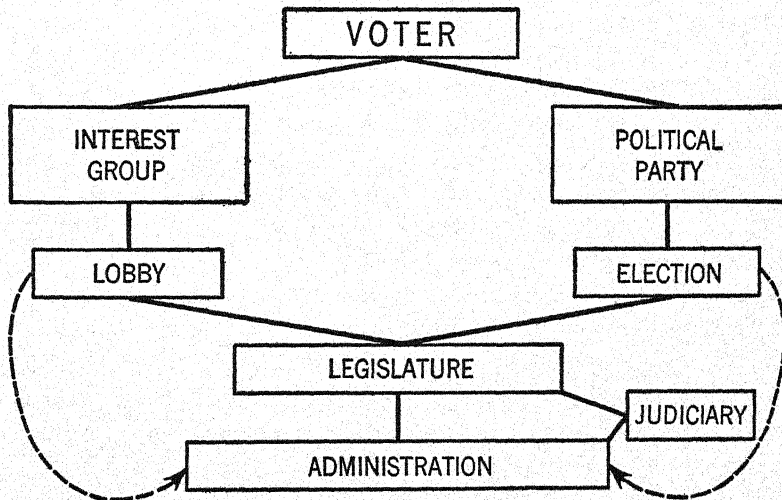 VOTER
INTEREST
GROUP
POLITICAL
PARTY
LOBBY
ELECTION
LEGISLATURE
JUDICIARY
ADMINISTRATION